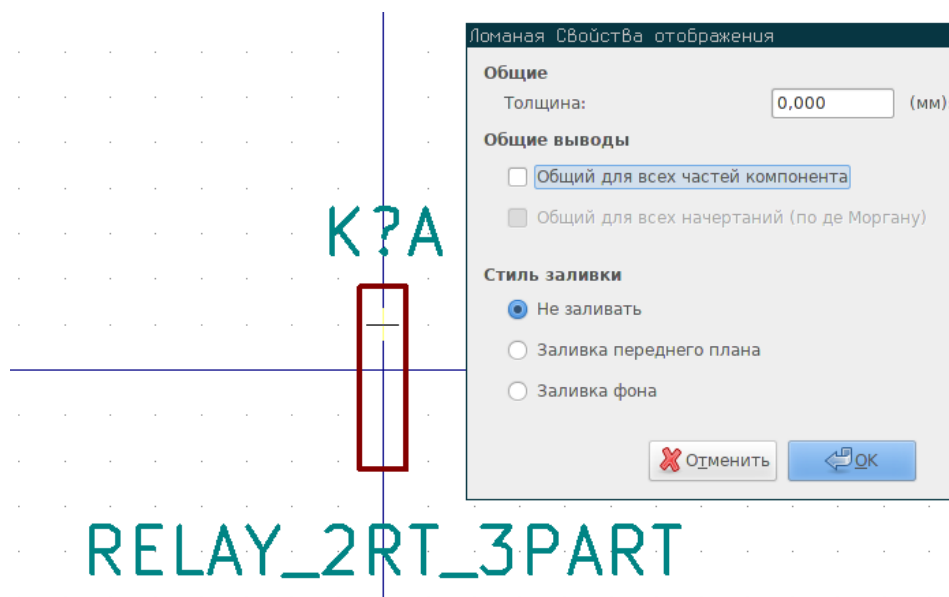 Ломаная Свойства отображения
Общие
Толщина: 0,000 (мм)
Общие выводы
Общий для всех частей компонента
Общий для всех начертаний (по де Моргану)
Стиль заливки
Не заливать
Заливка переднего плана
Заливка фона
Отменить OK
K?A
RELAY_2RT_3PART